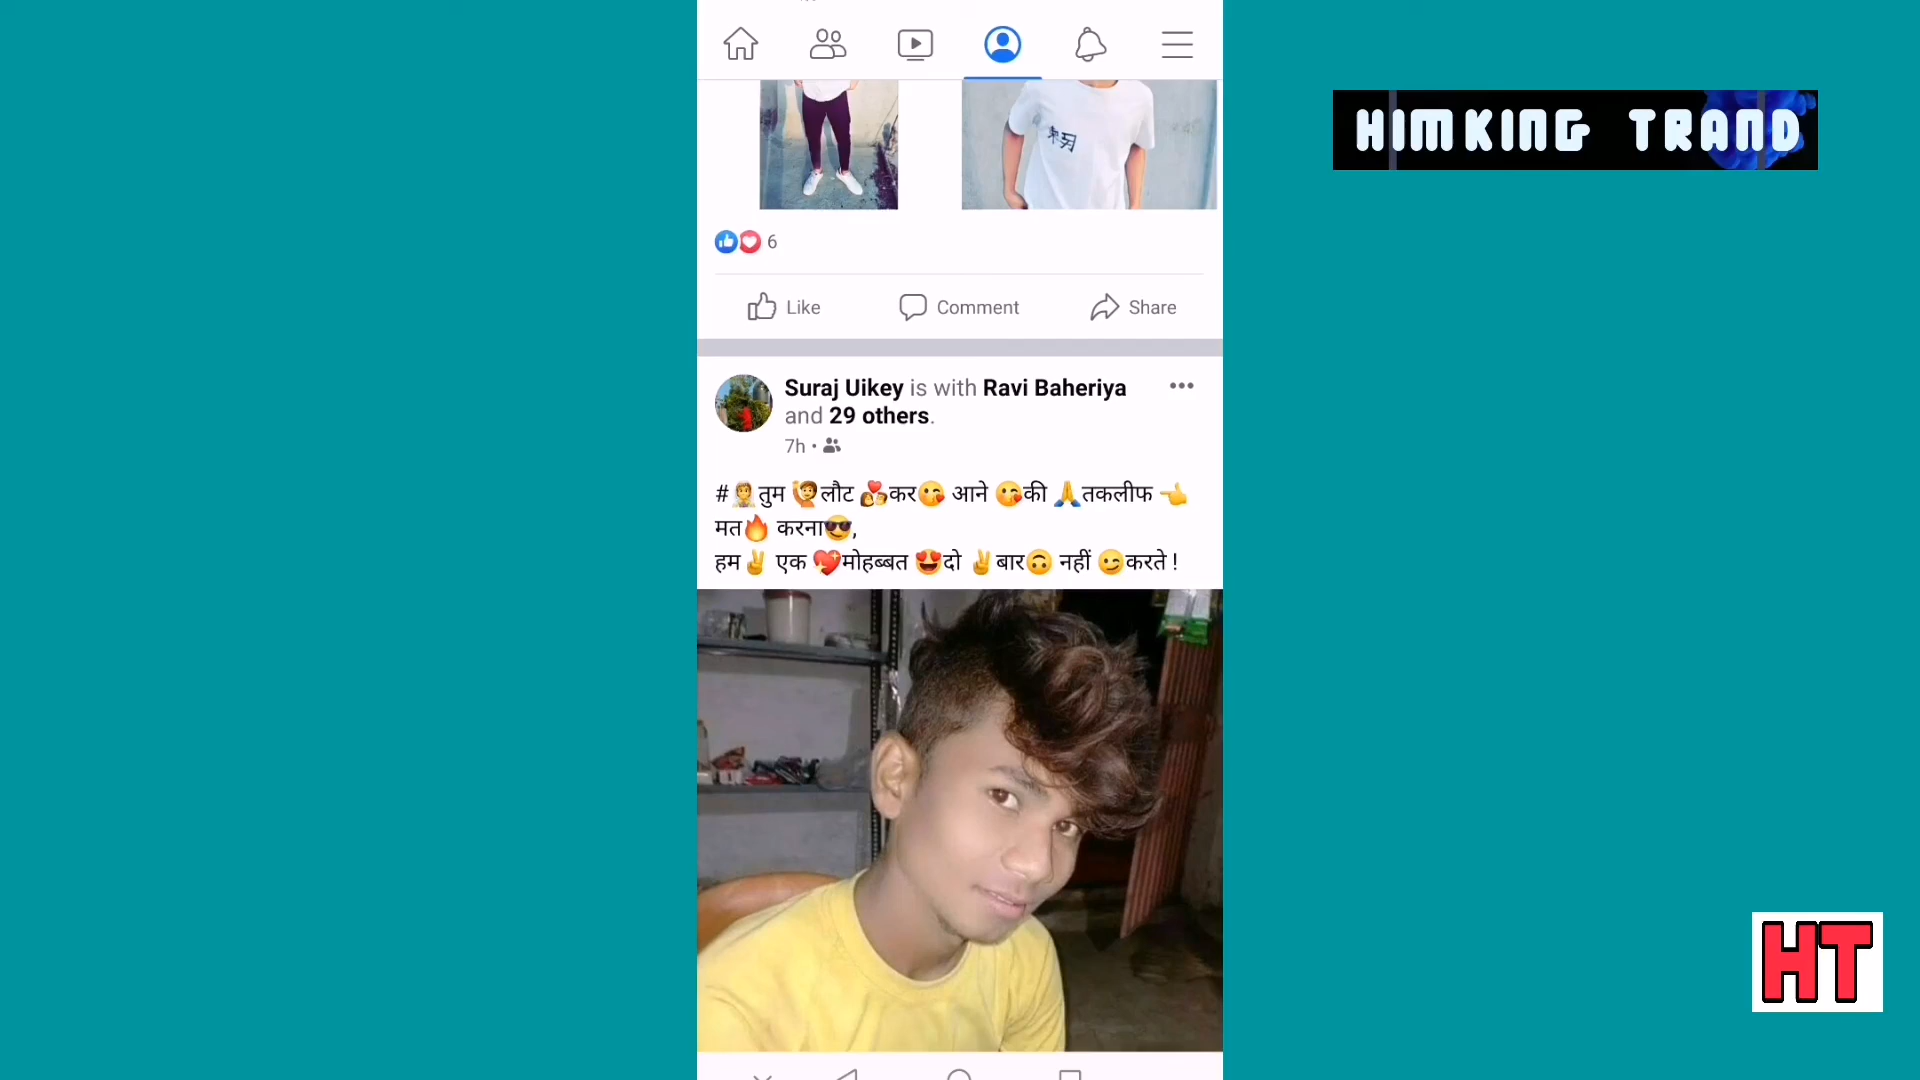 HIMKING TRAND
6
Like Comment Share
Suraj Uikey is with Ravi Baheriya
and 29 others.
7h
#👰तुम 🙋लौट 💏कर😘 आने 😘की 🙏तकलीफ 👈
मत🔥 करना😎,
हम✌ एक 💖मोहब्बत 😍दो ✌बार🙃 नहीं 😉करते !
HT